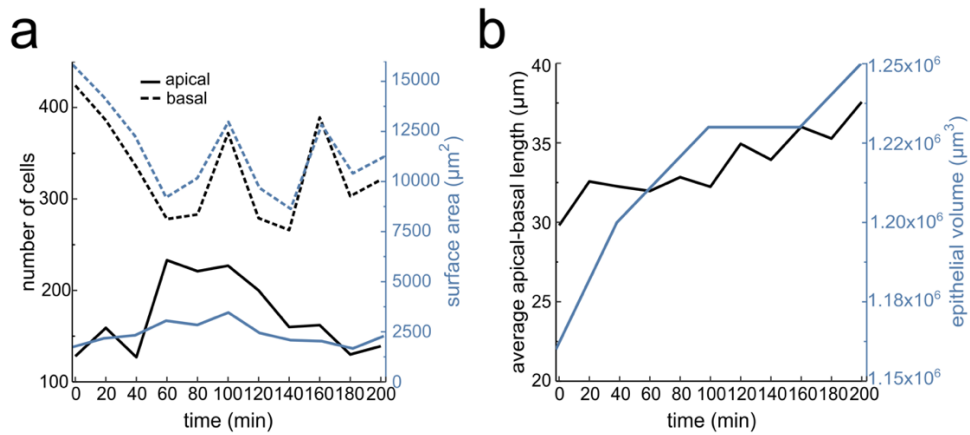 a
apical
basal
number of cells
400
300
200
100
15000
12500
10000
7500
5000
2500
0
surface area (µm²)
0 20 40 60 80 100 120 140 160 180 200
time (min)
b
average apical-basal length (µm)
40
35
30
25
20
1.25x10⁶
1.22x10⁶
1.20x10⁶
1.18x10⁶
1.15x10⁶
epithelial volume (µm³)
0 20 40 60 80 100 120 140 160 180 200
time (min)